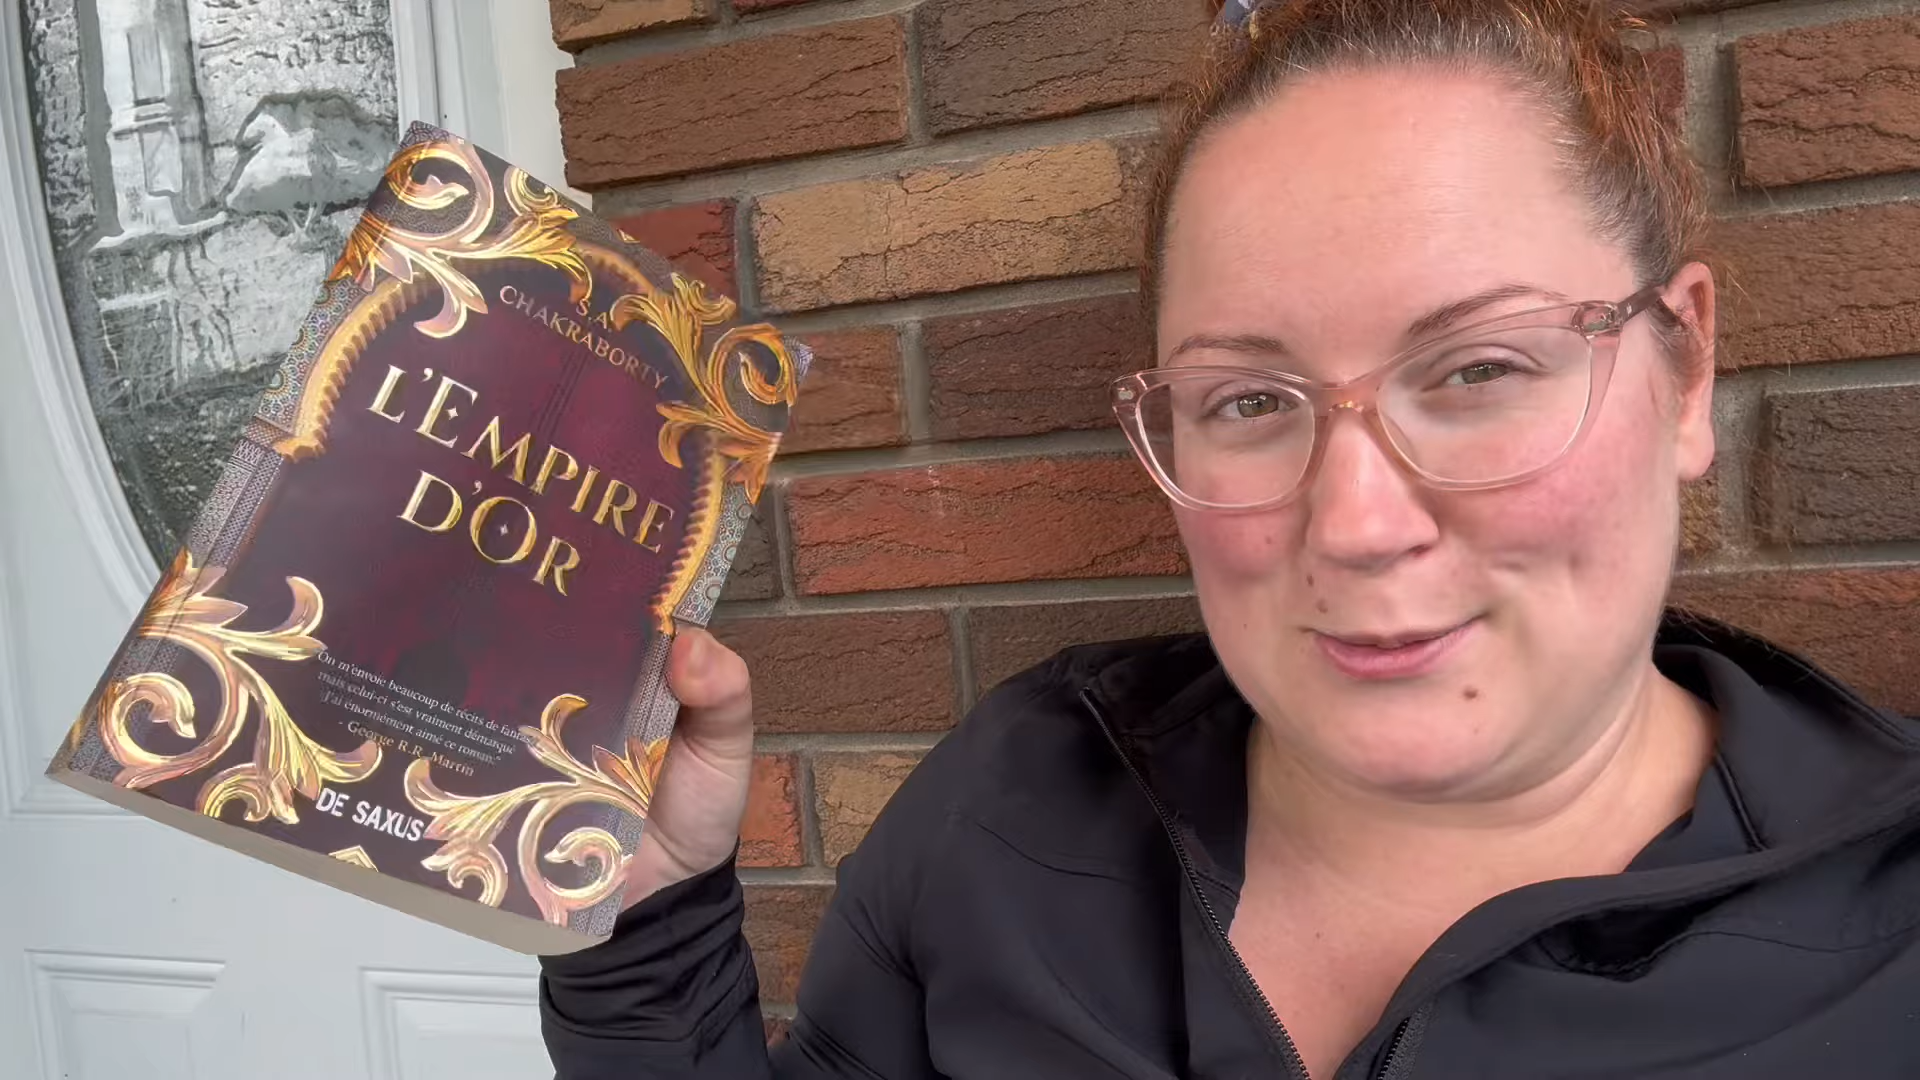 S.A.
CHAKRABORTY
L'EMPIRE
D'OR
"On m'envoie beaucoup de récits de fantasy
mais celui-ci s'est vraiment démarqué
J'ai énormément aimé ce roman."
- George R.R. Martin
DE SAXUS